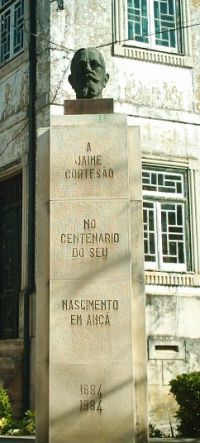 A
JAIME
CORTESÃO
NO
CENTENARIO
DO SEU
NASCIMENTO
EM ANÇÃ
1884
1984